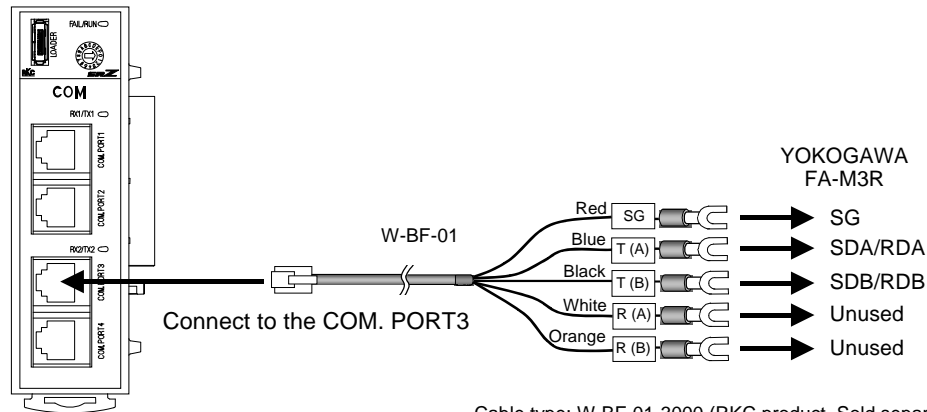 FAIL/RUN
LOADER
RKC
SRZ
COM
RX1/TX1
COM.PORT1
COM.PORT2
RX2/TX2
COM.PORT3
COM.PORT4
W-BF-01
Connect to the COM. PORT3
YOKOGAWA
FA-M3R
Red SG SG
Blue T (A) SDA/RDA
Black T (B) SDB/RDB
White R (A) Unused
Orange R (B) Unused
Cable type: W-BF-01-3000 (RKC product, Sold separ